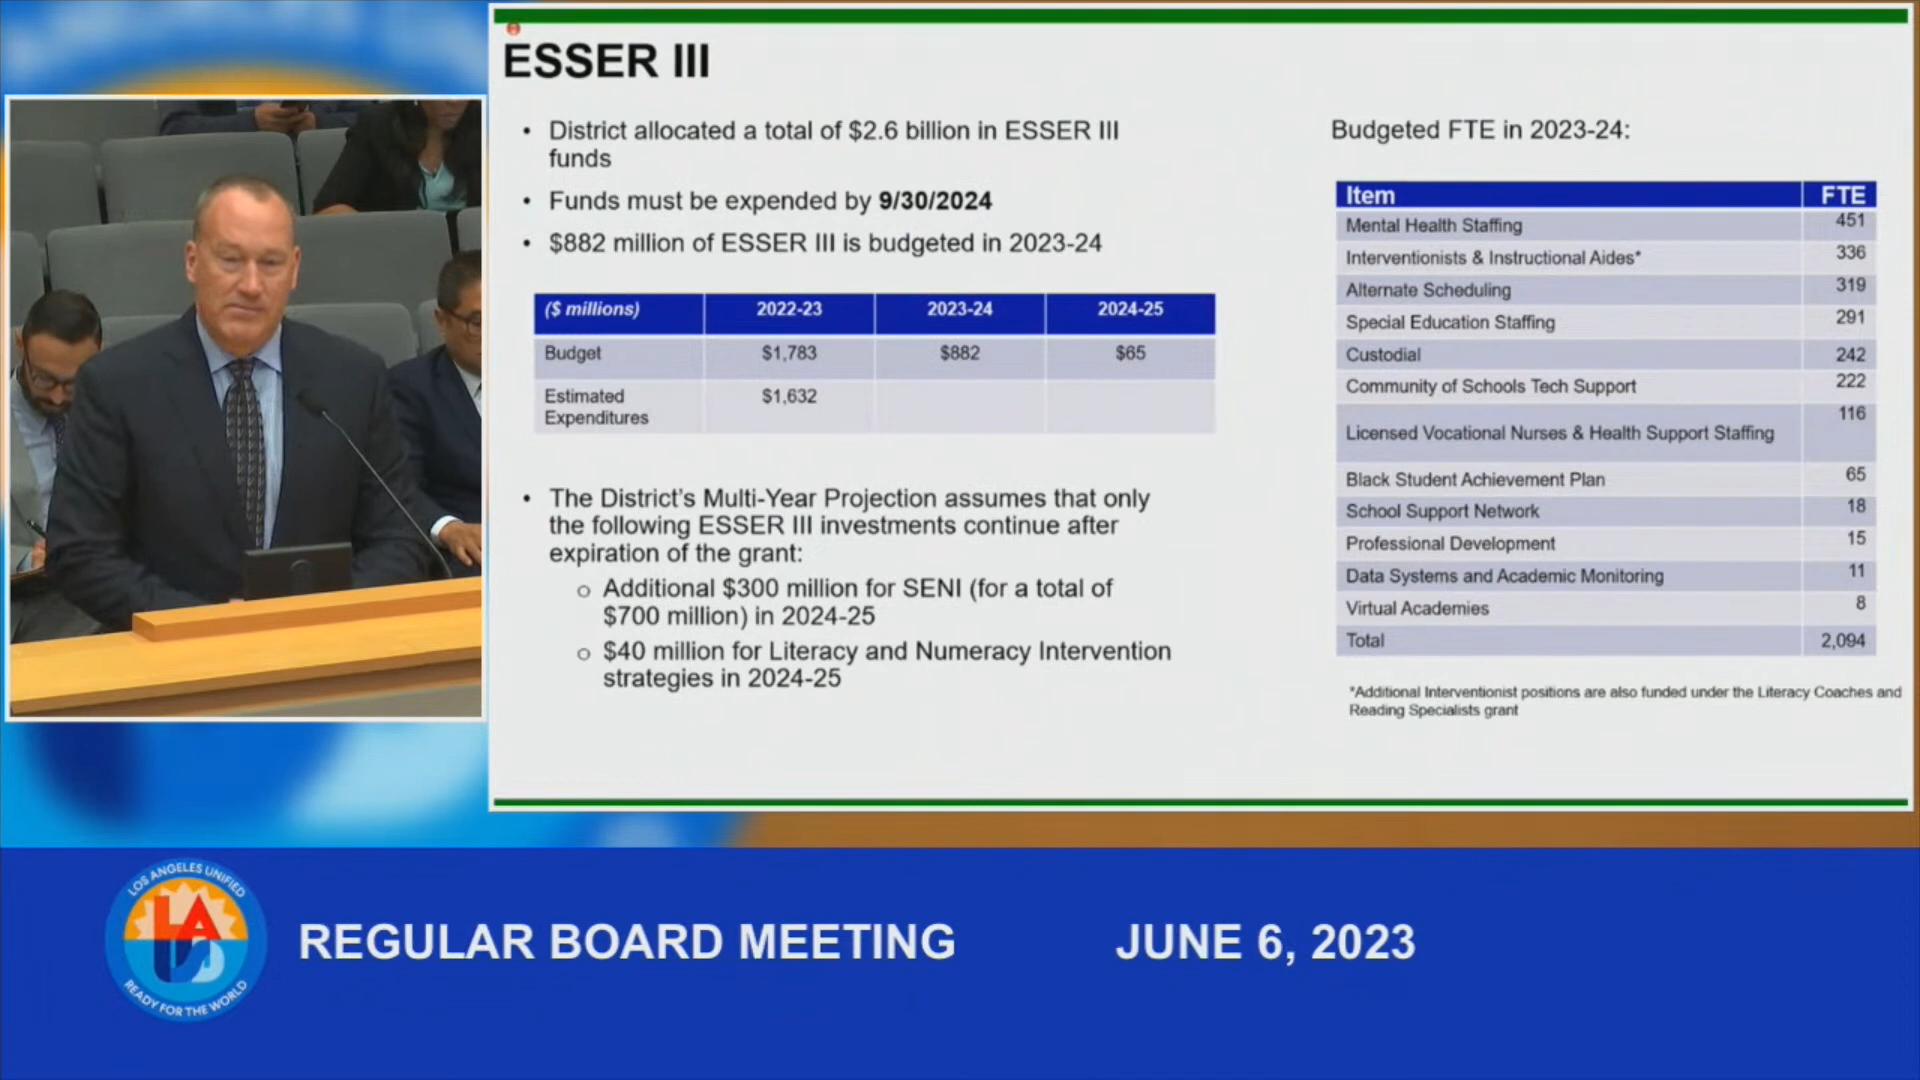 ESSER III
• District allocated a total of $2.6 billion in ESSER III
funds
• Funds must be expended by 9/30/2024
• $882 million of ESSER III is budgeted in 2023-24
($ millions) 2022-23 2023-24 2024-25
Budget $1,783 $882 $65
Estimated
Expenditures $1,632
• The District's Multi-Year Projection assumes that only
the following ESSER III investments continue after
expiration of the grant:
o Additional $300 million for SENI (for a total of
$700 million) in 2024-25
o $40 million for Literacy and Numeracy Intervention
strategies in 2024-25
Budgeted FTE in 2023-24:
Item FTE
Mental Health Staffing 451
Interventionists & Instructional Aides* 336
Alternate Scheduling 319
Special Education Staffing 291
Custodial 242
Community of Schools Tech Support 222
Licensed Vocational Nurses & Health Support Staffing 116
Black Student Achievement Plan 65
School Support Network 18
Professional Development 15
Data Systems and Academic Monitoring 11
Virtual Academies 8
Total 2,094
*Additional Interventionist positions are also funded under the Literacy Coaches and
Reading Specialists grant
LOS ANGELES UNIFIED
LAUSD
READY FOR THE WORLD
REGULAR BOARD MEETING JUNE 6, 2023